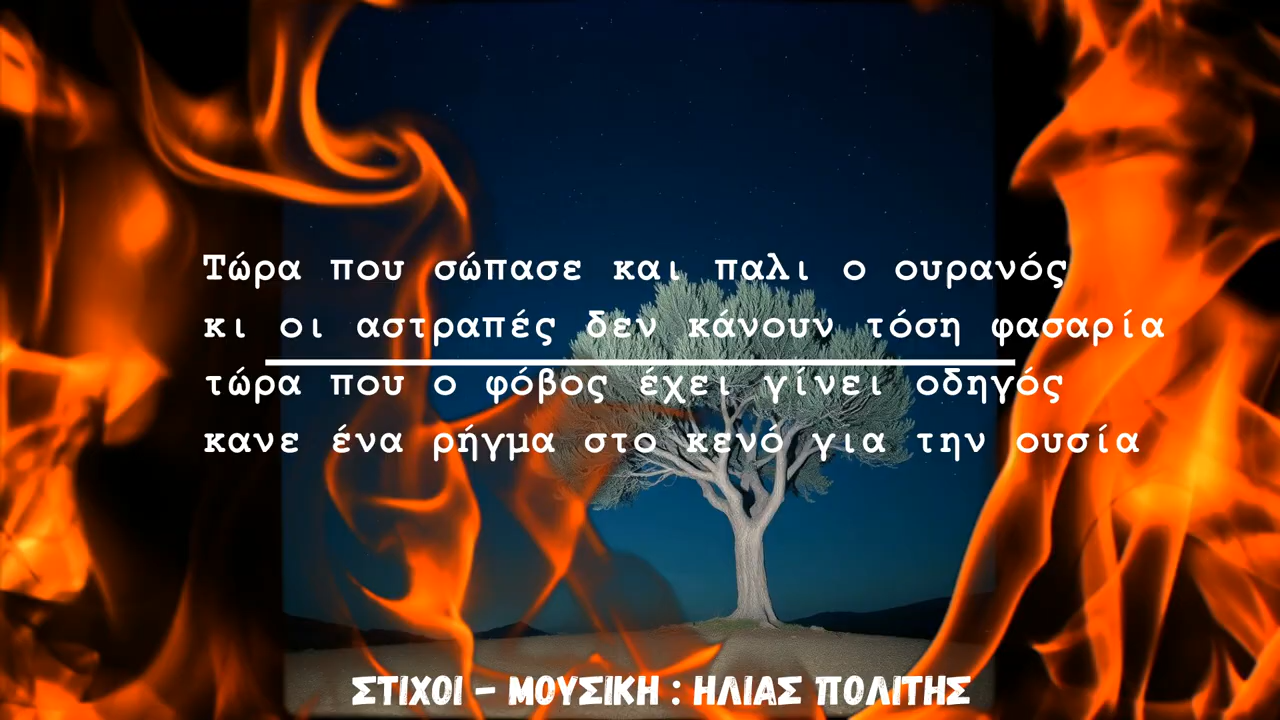 Τώρα που σώπασε και παλι ο ουρανός
κι οι αστραπές δεν κάνουν τόση φασαρία
τώρα που ο φόβος έχει γίνει οδηγός
κανε ένα ρήγμα στο κενό για την ουσία
ΣΤΙΧΟΙ - ΜΟΥΣΙΚΗ : ΗΛΙΑΣ ΠΟΛΙΤΗΣ